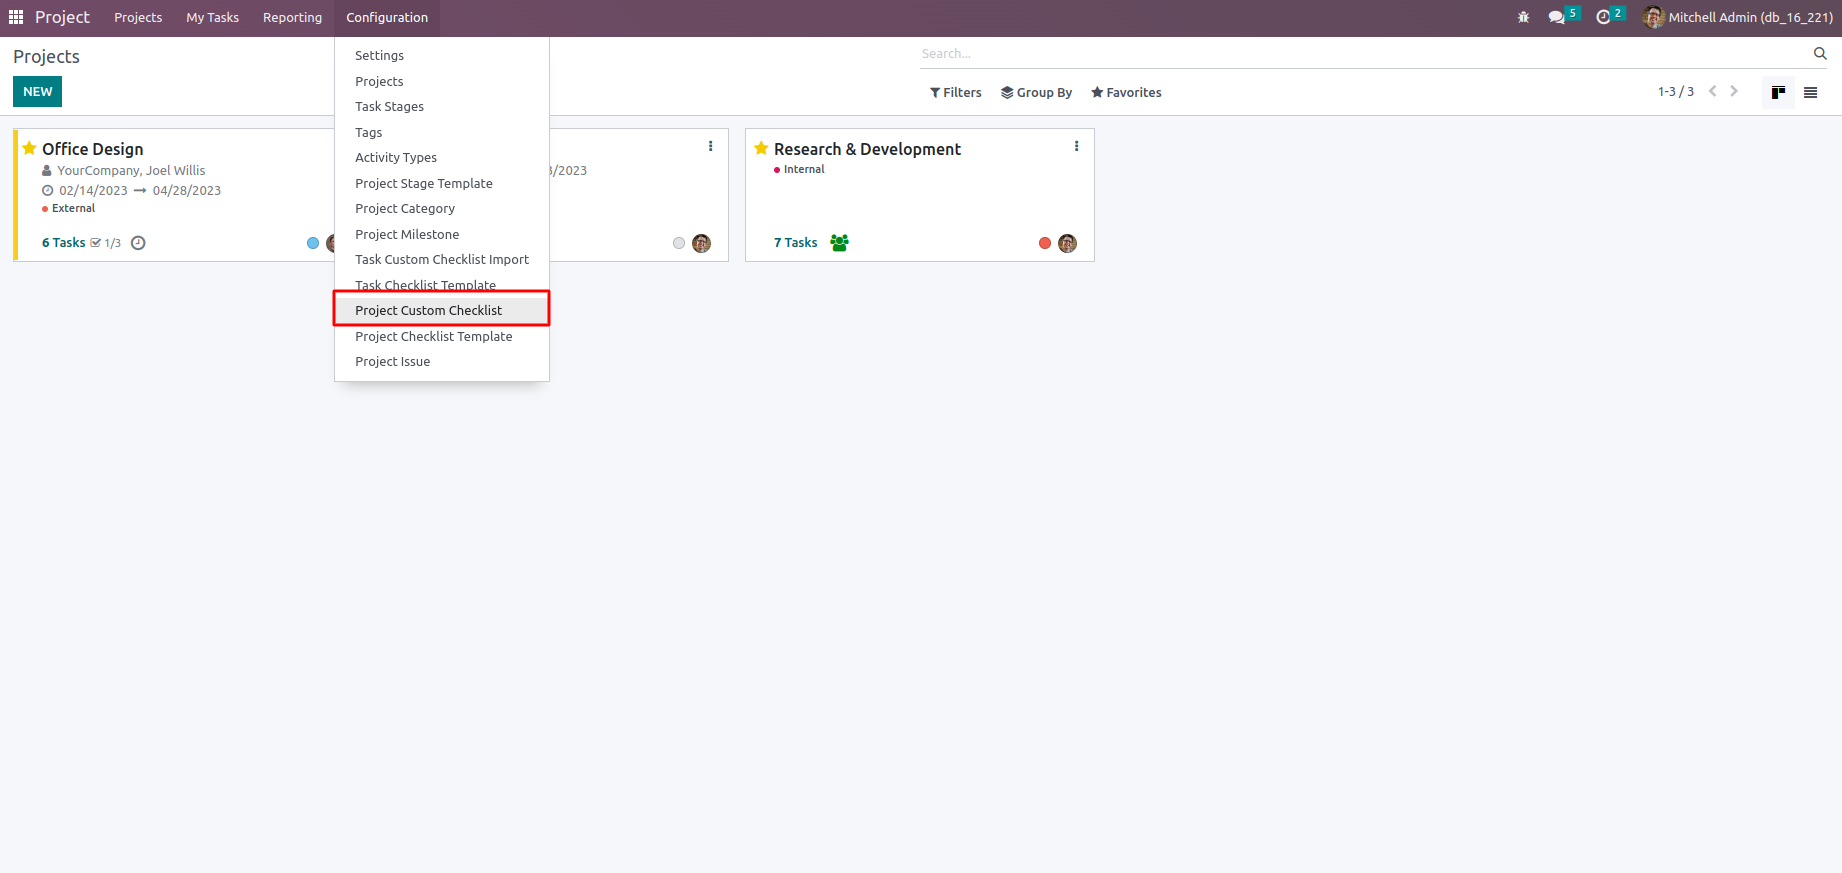 Project Projects My Tasks Reporting Configuration 5 2 Mitchell Admin (db_16_221)
Projects
Search...
NEW
Filters Group By Favorites 1-3 / 3
Settings
Projects
Task Stages
Tags
Activity Types
Project Stage Template
Project Category
Project Milestone
Task Custom Checklist Import
Task Checklist Template
Project Custom Checklist
Project Checklist Template
Project Issue
Office Design
YourCompany, Joel Willis
02/14/2023 → 04/28/2023
External
6 Tasks 1/3
/2023
Research & Development
Internal
7 Tasks